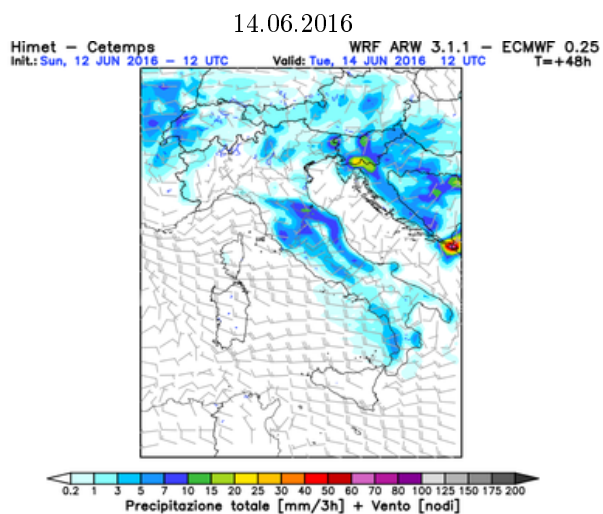 14.06.2016
Himet – Cetemps WRF ARW 3.1.1 – ECMWF 0.25
Init.: Sun, 12 JUN 2016 – 12 UTC Valid: Tue, 14 JUN 2016 12 UTC T=+48h
0.2 1 3 5 7 10 15 20 25 30 40 50 60 70 80 100 125 150 175 200
Precipitazione totale [mm/3h] + Vento [nodi]